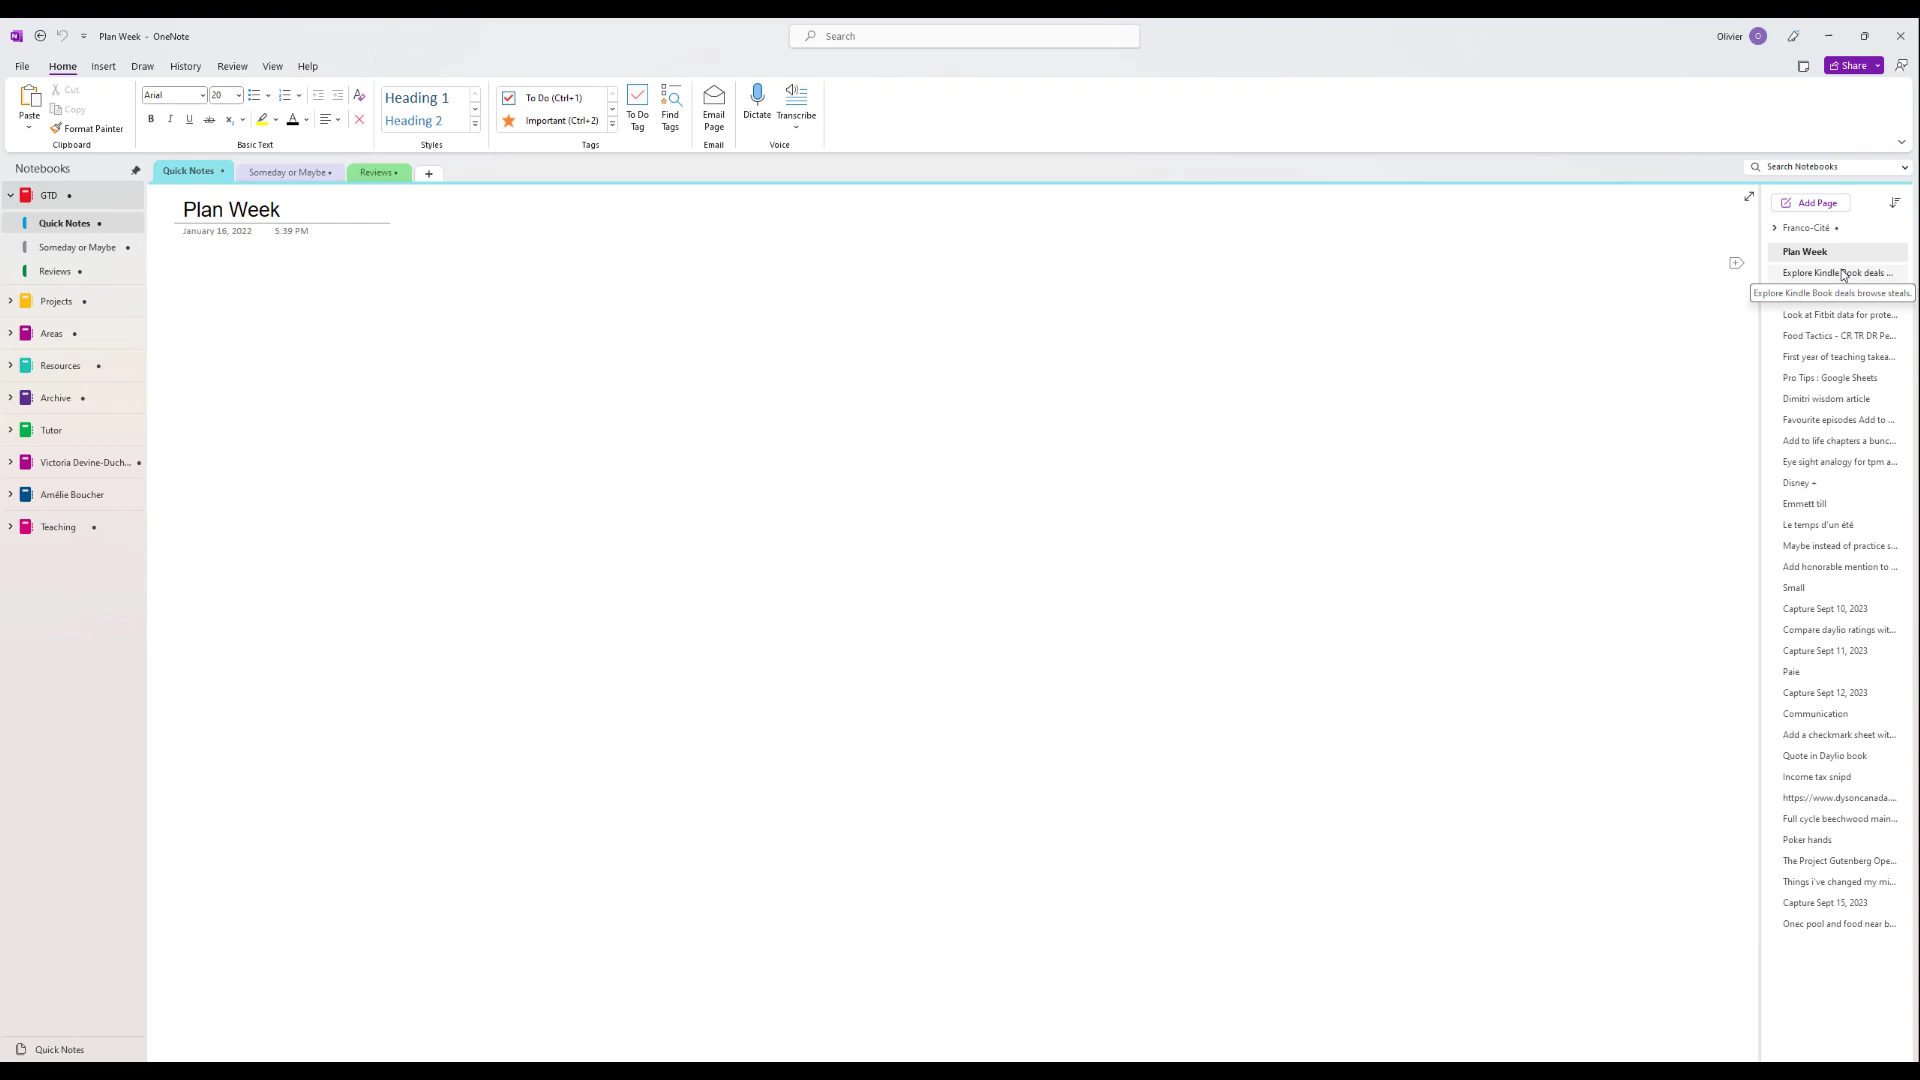 Plan Week - OneNote
Search
Olivier O
File Home Insert Draw History Review View Help
Share
Paste
Cut
Copy
Format Painter
Clipboard
Arial 20
B I U ab x
A
Basic Text
Heading 1
Heading 2
Styles
To Do (Ctrl+1)
Important (Ctrl+2)
Tags
To Do
Tag
Find
Tags
Email
Page
Email
Dictate
Transcribe
Voice
Notebooks
Quick Notes
Someday or Maybe
Reviews
+
Search Notebooks
GTD
Quick Notes
Someday or Maybe
Reviews
Projects
Areas
Resources
Archive
Tutor
Victoria Devine-Duch...
Amélie Boucher
Teaching
Quick Notes
Plan Week
January 16, 2022 5:39 PM
Add Page
Franco-Cité
Plan Week
Explore Kindle Book deals ...
Explore Kindle Book deals browse steals.
Look at Fitbit data for prote...
Food Tactics - CR TR DR Pe...
First year of teaching takea...
Pro Tips : Google Sheets
Dimitri wisdom article
Favourite episodes Add to ...
Add to life chapters a bunc...
Eye sight analogy for tpm a...
Disney +
Emmett till
Le temps d'un été
Maybe instead of practice s...
Add honorable mention to ...
Small
Capture Sept 10, 2023
Compare daylio ratings wit...
Capture Sept 11, 2023
Paie
Capture Sept 12, 2023
Communication
Add a checkmark sheet wit...
Quote in Daylio book
Income tax snipd
https://www.dysoncanada....
Full cycle beechwood main...
Poker hands
The Project Gutenberg Ope...
Things i've changed my mi...
Capture Sept 15, 2023
Onec pool and food near b...